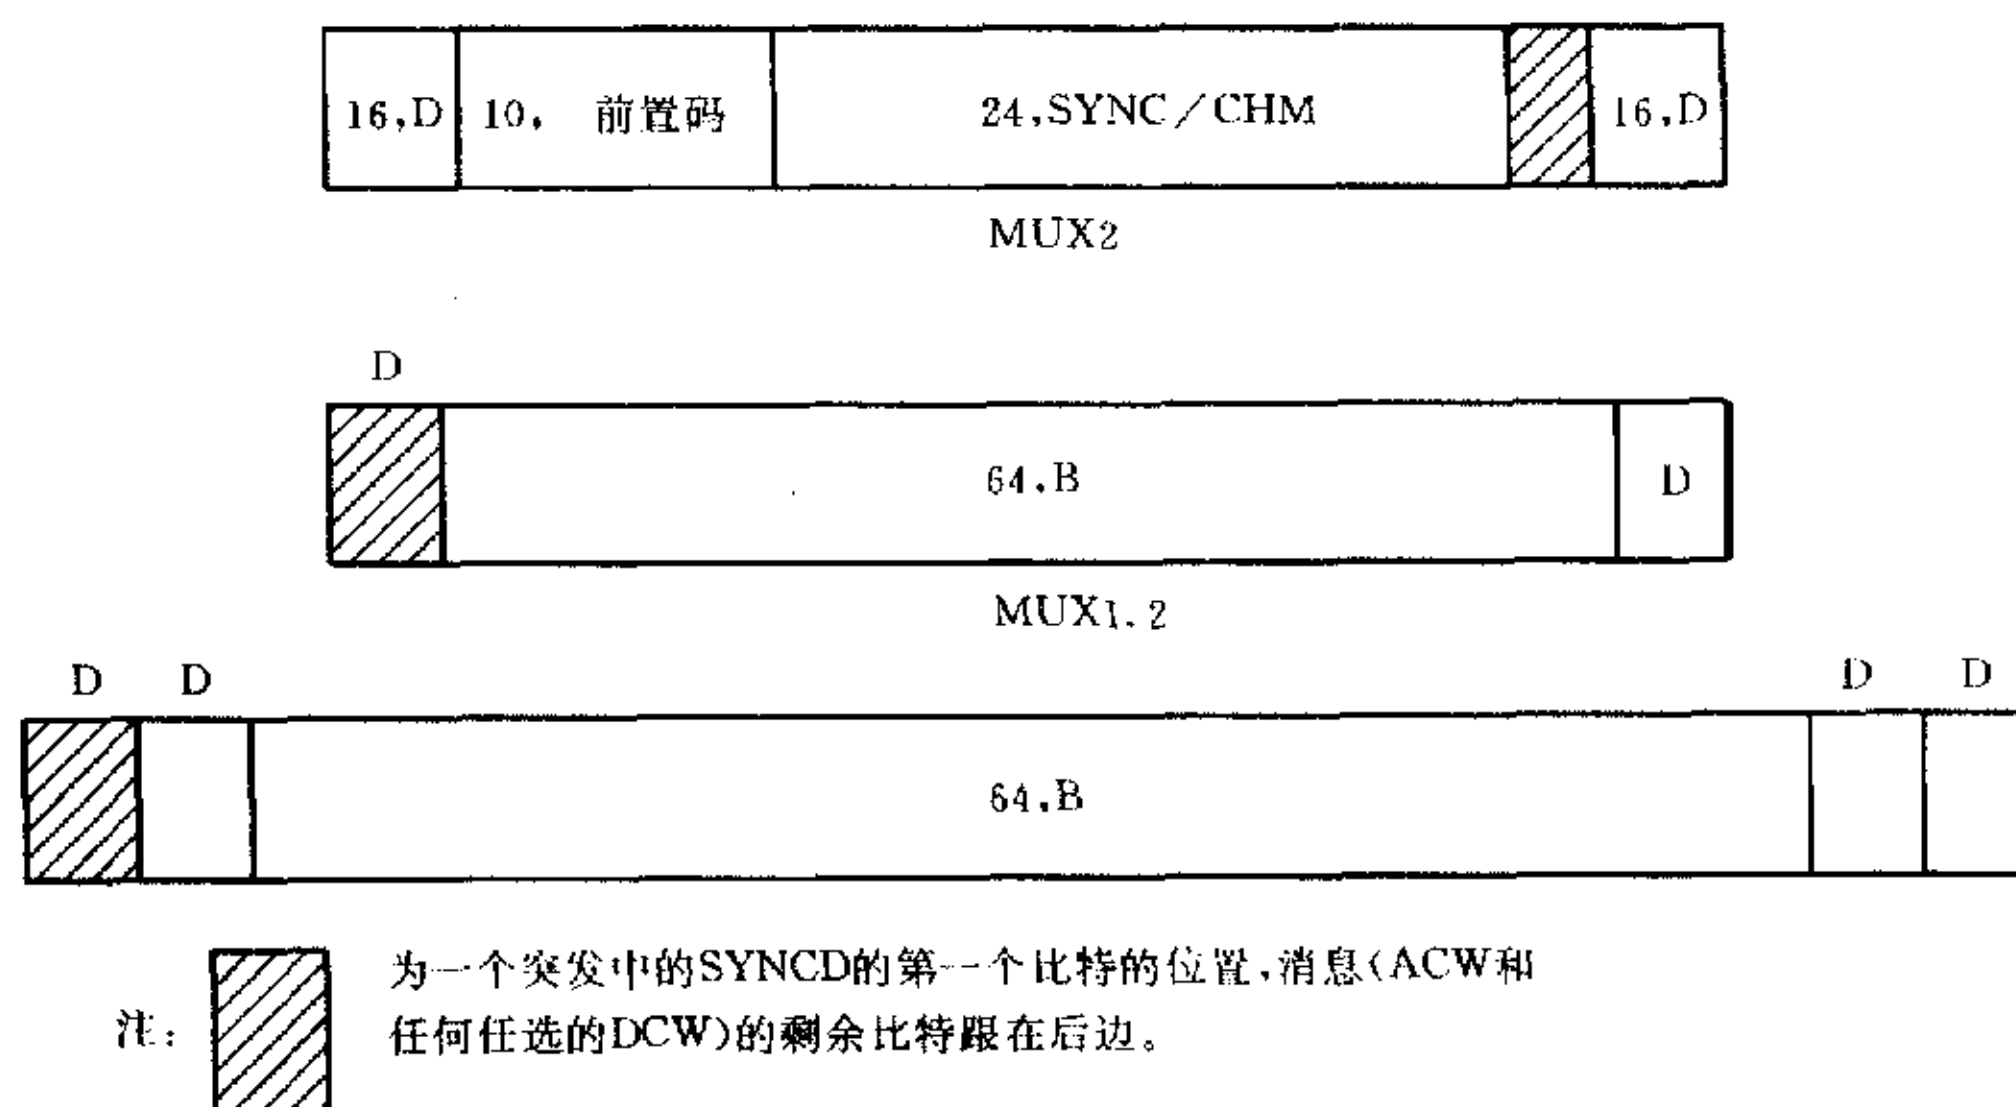 16,D 10, 前置码 24,SYNC/CHM 16,D
MUX2
D
64,B D
MUX1,2
D D D D
64,B
注: 为一个突发中的SYNCD的第一个比特的位置,消息(ACW和
任何任选的DCW)的剩余比特跟在后边。